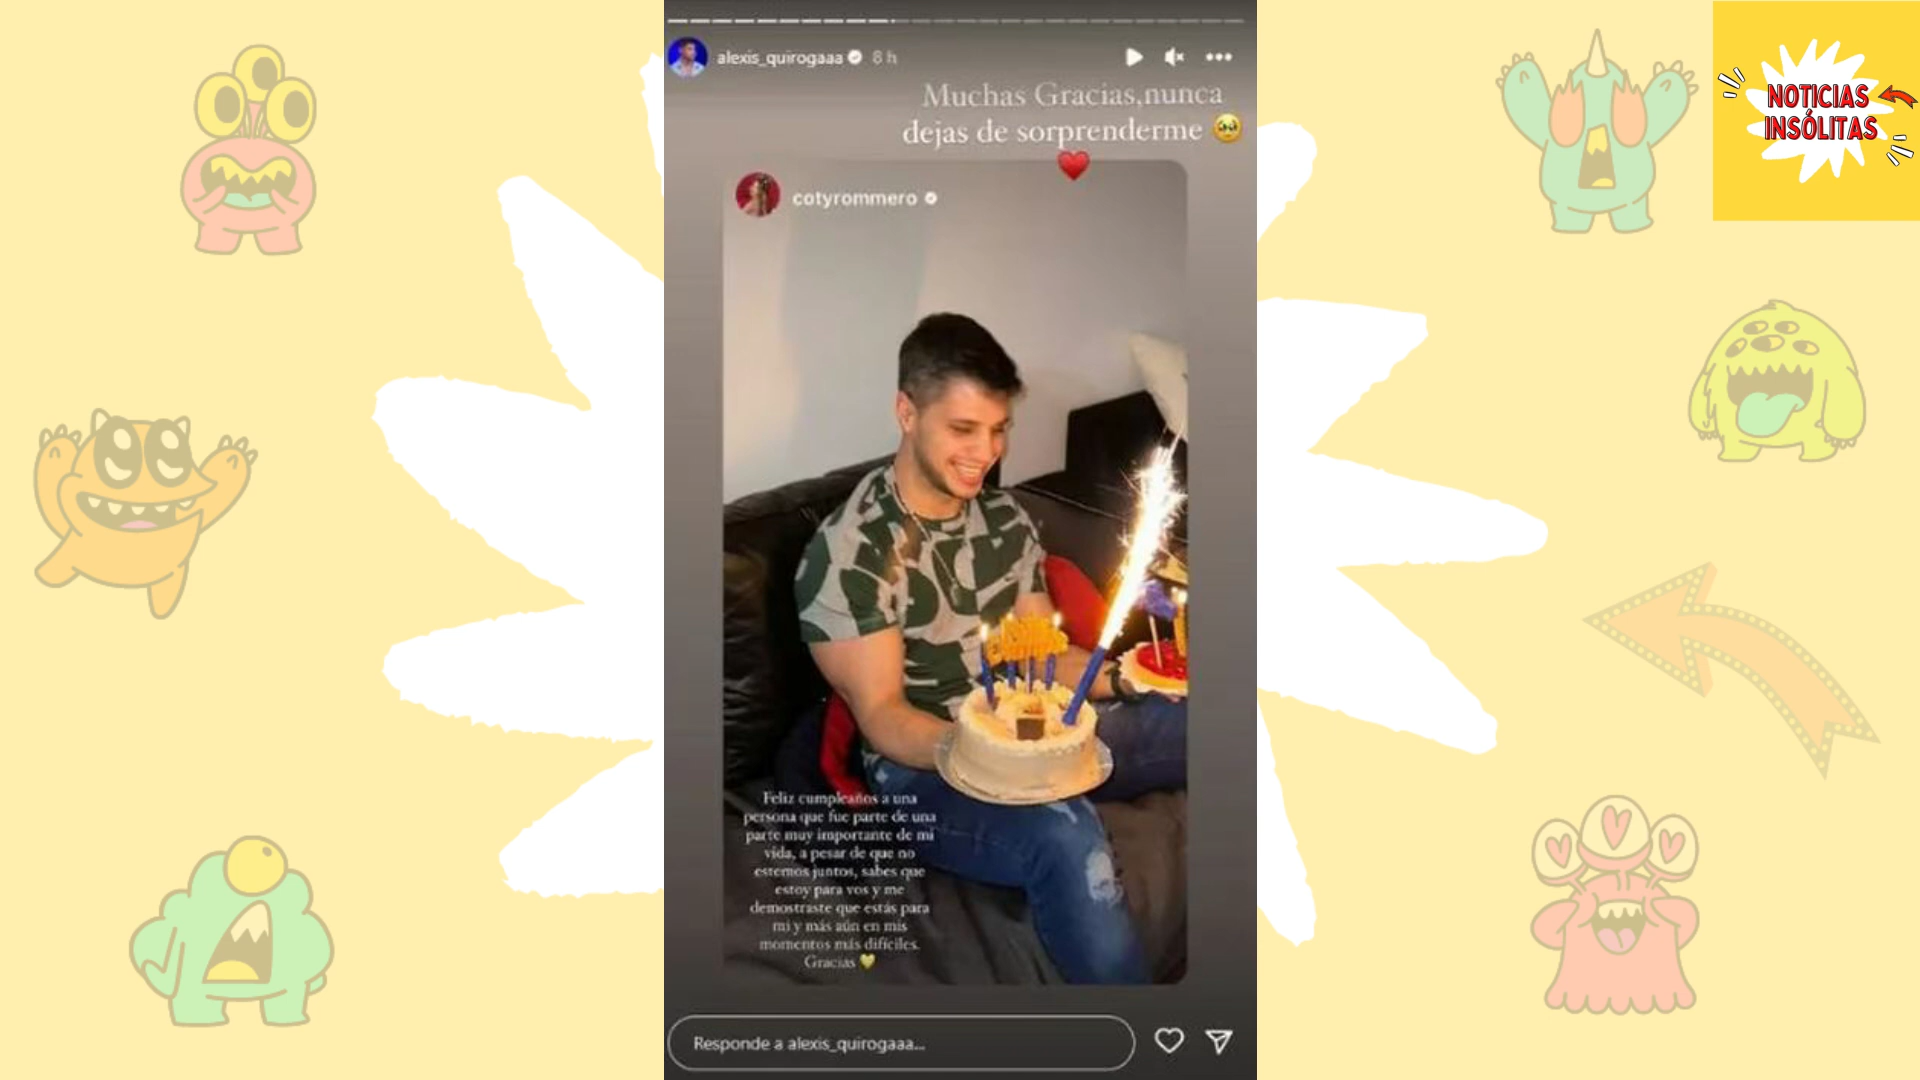 alexis_quirogaaa 8 h
Muchas Gracias,nunca
dejas de sorprenderme 🥹
❤️
cotyrommero
Feliz cumpleaños a una
persona que fue parte de una
parte muy importante de mi
vida, a pesar de que no
estemos juntos, sabes que
estoy para vos y me
demostraste que estás para
mi y más aún en mis
momentos más difíciles.
Gracias 💛
Responde a alexis_quirogaaa...
NOTICIAS
INSÓLITAS